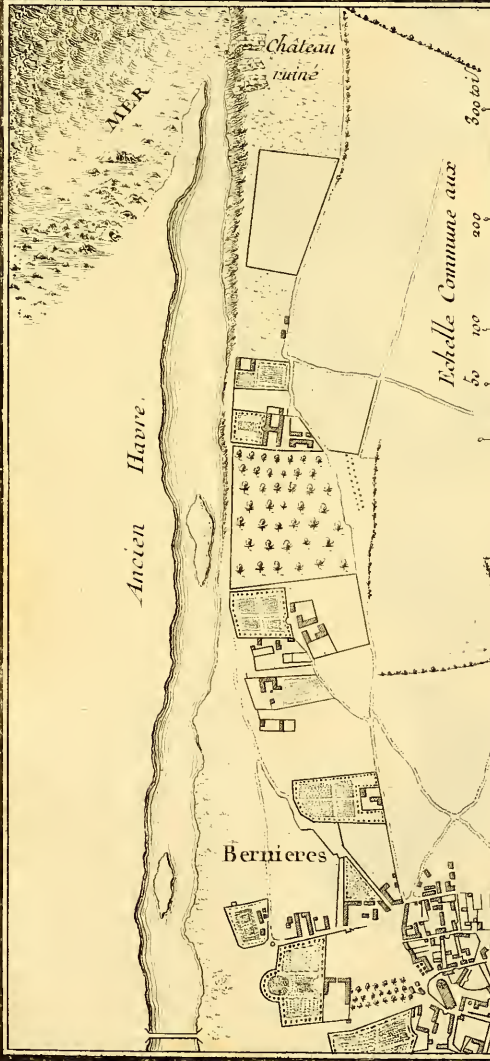 Château
ruiné
MER
Ancien Havre.
Bernieres
Echelle Commune aux
50 100 200 300 toi